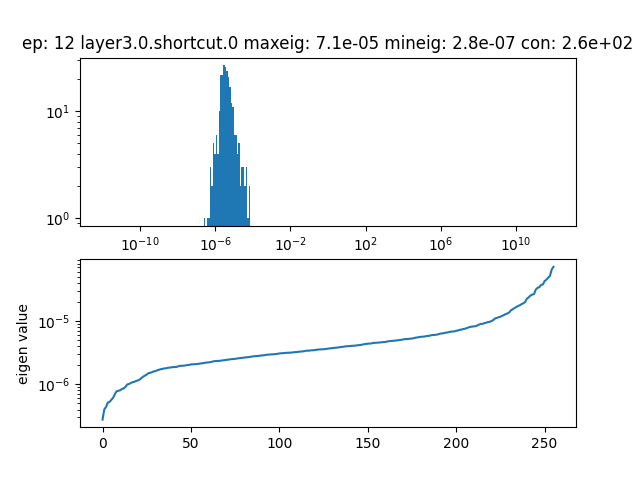 ep: 12 layer3.0.shortcut.0 maxeig: 7.1e-05 mineig: 2.8e-07 con: 2.6e+02
10¹
10⁰
10⁻¹⁰ 10⁻⁶ 10⁻² 10² 10⁶ 10¹⁰
eigen value
10⁻⁵
10⁻⁶
0 50 100 150 200 250